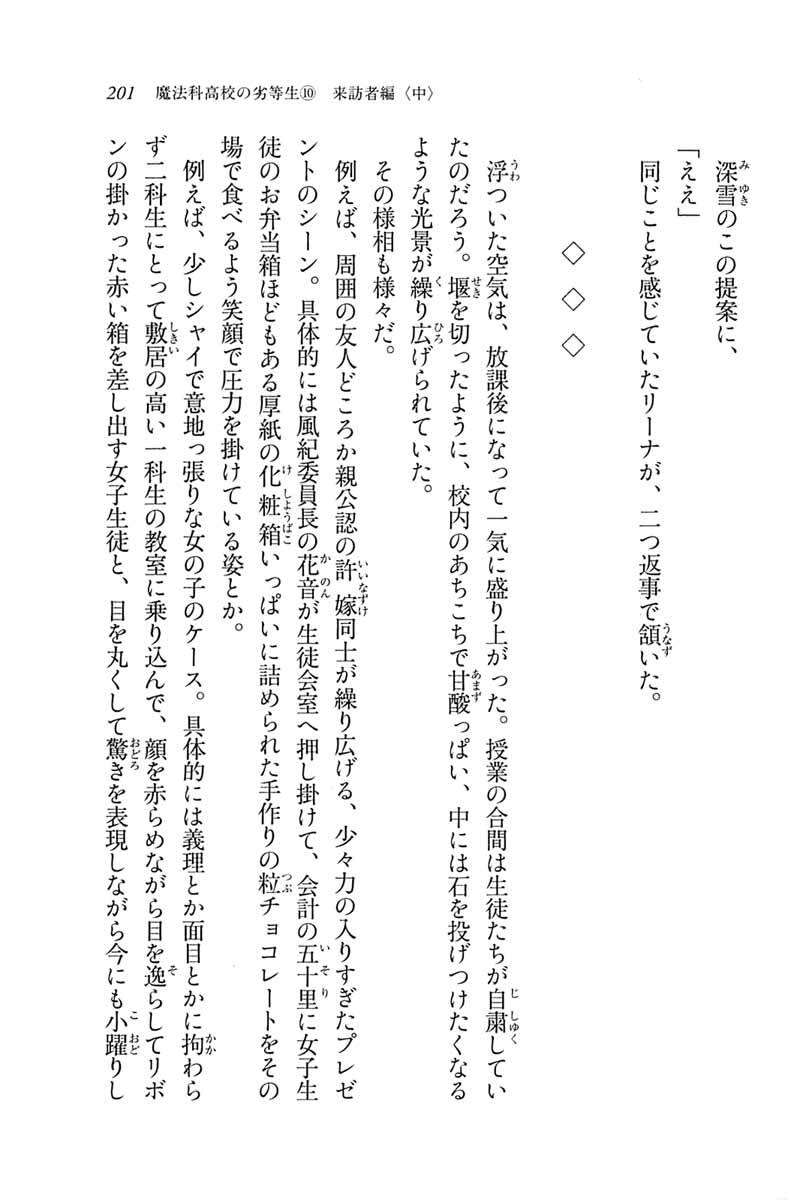 201　魔法科高校の劣等生⑩　来訪者編〈中〉
　深雪のこの提案に、
「ええ」
　同じことを感じていたリーナが、二つ返事で頷いた。
◇　◇　◇
　浮ついた空気は、放課後になって一気に盛り上がった。授業の合間は生徒たちが自粛してい
たのだろう。堰を切ったように、校内のあちこちで甘酸っぱい、中には石を投げつけたくなる
ような光景が繰り広げられていた。
　その様相も様々だ。
　例えば、周囲の友人どころか親公認の許嫁同士が繰り広げる、少々力の入りすぎたプレゼ
ントのシーン。具体的には風紀委員長の花音が生徒会室へ押し掛けて、会計の五十里に女子生
徒のお弁当箱ほどもある厚紙の化粧箱いっぱいに詰められた手作りの粒チョコレートをその
場で食べるよう笑顔で圧力を掛けている姿とか。
　例えば、少しシャイで意地っ張りな女の子のケース。具体的には義理とか面目とかに拘わら
ず二科生にとって敷居の高い一科生の教室に乗り込んで、顔を赤らめながら目を逸らしてリボ
ンの掛かった赤い箱を差し出す女子生徒と、目を丸くして驚きを表現しながら今にも小躍りし